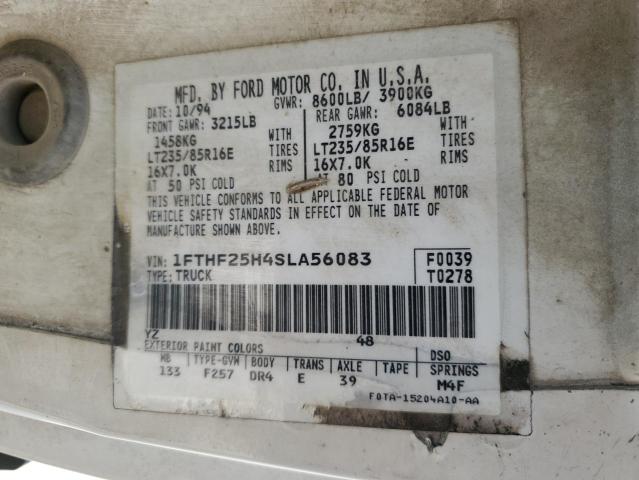 MFD. BY FORD MOTOR CO. IN U.S.A.
DATE: 10/94 GVWR: 8600LB/ 3900KG
FRONT GAWR: 3215LB REAR GAWR: 6084LB
1458KG WITH 2759KG WITH
LT235/85R16E TIRES LT235/85R16E TIRES
16X7.0K RIMS 16X7.0K RIMS
AT 50 PSI COLD AT 80 PSI COLD
THIS VEHICLE CONFORMS TO ALL APPLICABLE FEDERAL MOTOR
VEHICLE SAFETY STANDARDS IN EFFECT ON THE DATE OF
MANUFACTURE SHOWN ABOVE.
VIN: 1FTHF25H4SLA56083 F0039
TYPE: TRUCK T0278
YZ 48
EXTERIOR PAINT COLORS DSO
WB TYPE-GVW BODY TRANS AXLE TAPE SPRINGS
133 F257 DR4 E 39 M4F
F0TA-15204A10-AA